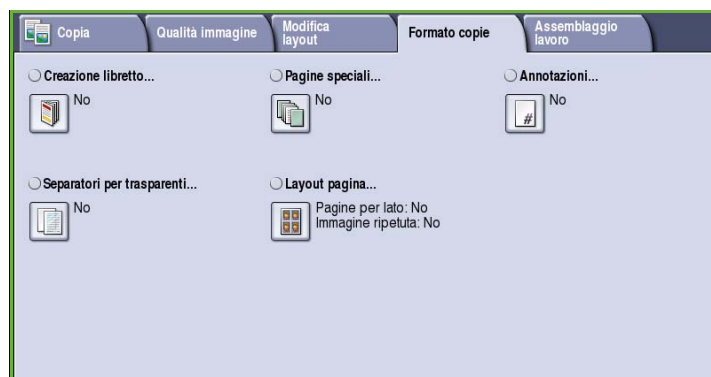 Copia
Qualità immagine
Modifica
layout
Formato copie
Assemblaggio
lavoro
Creazione libretto...
No
Pagine speciali...
No
Annotazioni...
No
#
Separatori per trasparenti...
No
Layout pagina...
Pagine per lato: No
Immagine ripetuta: No